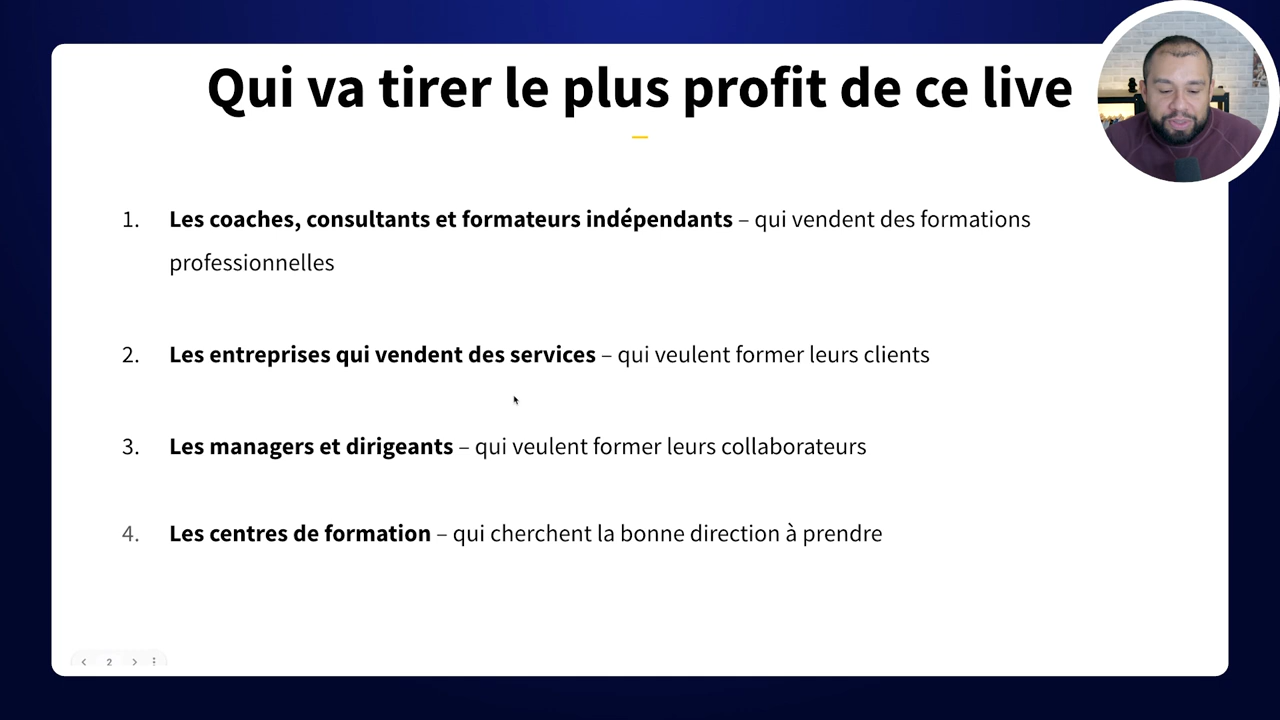 Qui va tirer le plus profit de ce live
1. Les coaches, consultants et formateurs indépendants – qui vendent des formations
professionnelles
2. Les entreprises qui vendent des services – qui veulent former leurs clients
3. Les managers et dirigeants – qui veulent former leurs collaborateurs
4. Les centres de formation – qui cherchent la bonne direction à prendre
2